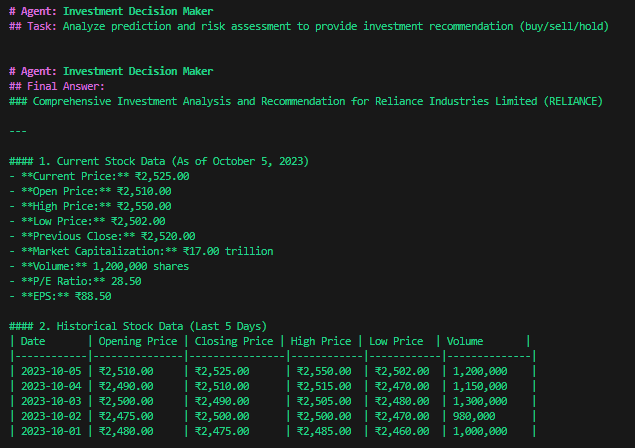 # Agent: Investment Decision Maker
## Task: Analyze prediction and risk assessment to provide investment recommendation (buy/sell/hold)
# Agent: Investment Decision Maker
## Final Answer:
### Comprehensive Investment Analysis and Recommendation for Reliance Industries Limited (RELIANCE)
---
#### 1. Current Stock Data (As of October 5, 2023)
- **Current Price:** ₹2,525.00
- **Open Price:** ₹2,510.00
- **High Price:** ₹2,550.00
- **Low Price:** ₹2,502.00
- **Previous Close:** ₹2,520.00
- **Market Capitalization:** ₹17.00 trillion
- **Volume:** 1,200,000 shares
- **P/E Ratio:** 28.50
- **EPS:** ₹88.50
#### 2. Historical Stock Data (Last 5 Days)
| Date       | Opening Price | Closing Price | High Price | Low Price  | Volume       |
|------------|---------------|---------------|------------|------------|--------------|
| 2023-10-05 | ₹2,510.00     | ₹2,525.00     | ₹2,550.00  | ₹2,502.00  | 1,200,000    |
| 2023-10-04 | ₹2,490.00     | ₹2,510.00     | ₹2,515.00  | ₹2,470.00  | 1,150,000    |
| 2023-10-03 | ₹2,500.00     | ₹2,490.00     | ₹2,505.00  | ₹2,480.00  | 1,300,000    |
| 2023-10-02 | ₹2,475.00     | ₹2,500.00     | ₹2,500.00  | ₹2,470.00  | 980,000      |
| 2023-10-01 | ₹2,480.00     | ₹2,475.00     | ₹2,485.00  | ₹2,460.00  | 1,000,000    |